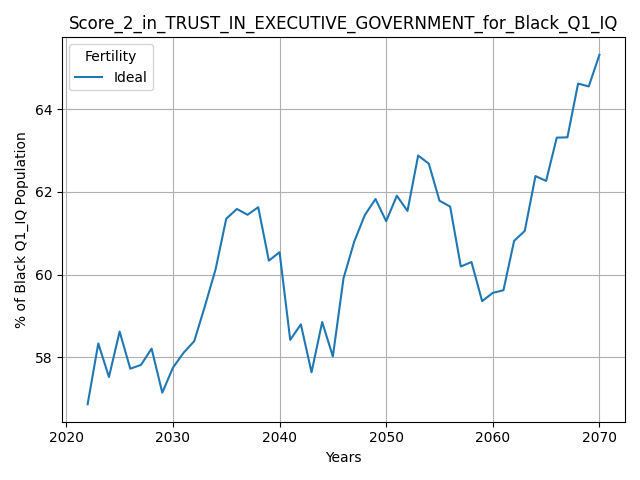 Score_2_in_TRUST_IN_EXECUTIVE_GOVERNMENT_for_Black_Q1_IQ
Fertility
Ideal
% of Black Q1_IQ Population
64
62
60
58
2020
2030
2040
2050
2060
2070
Years